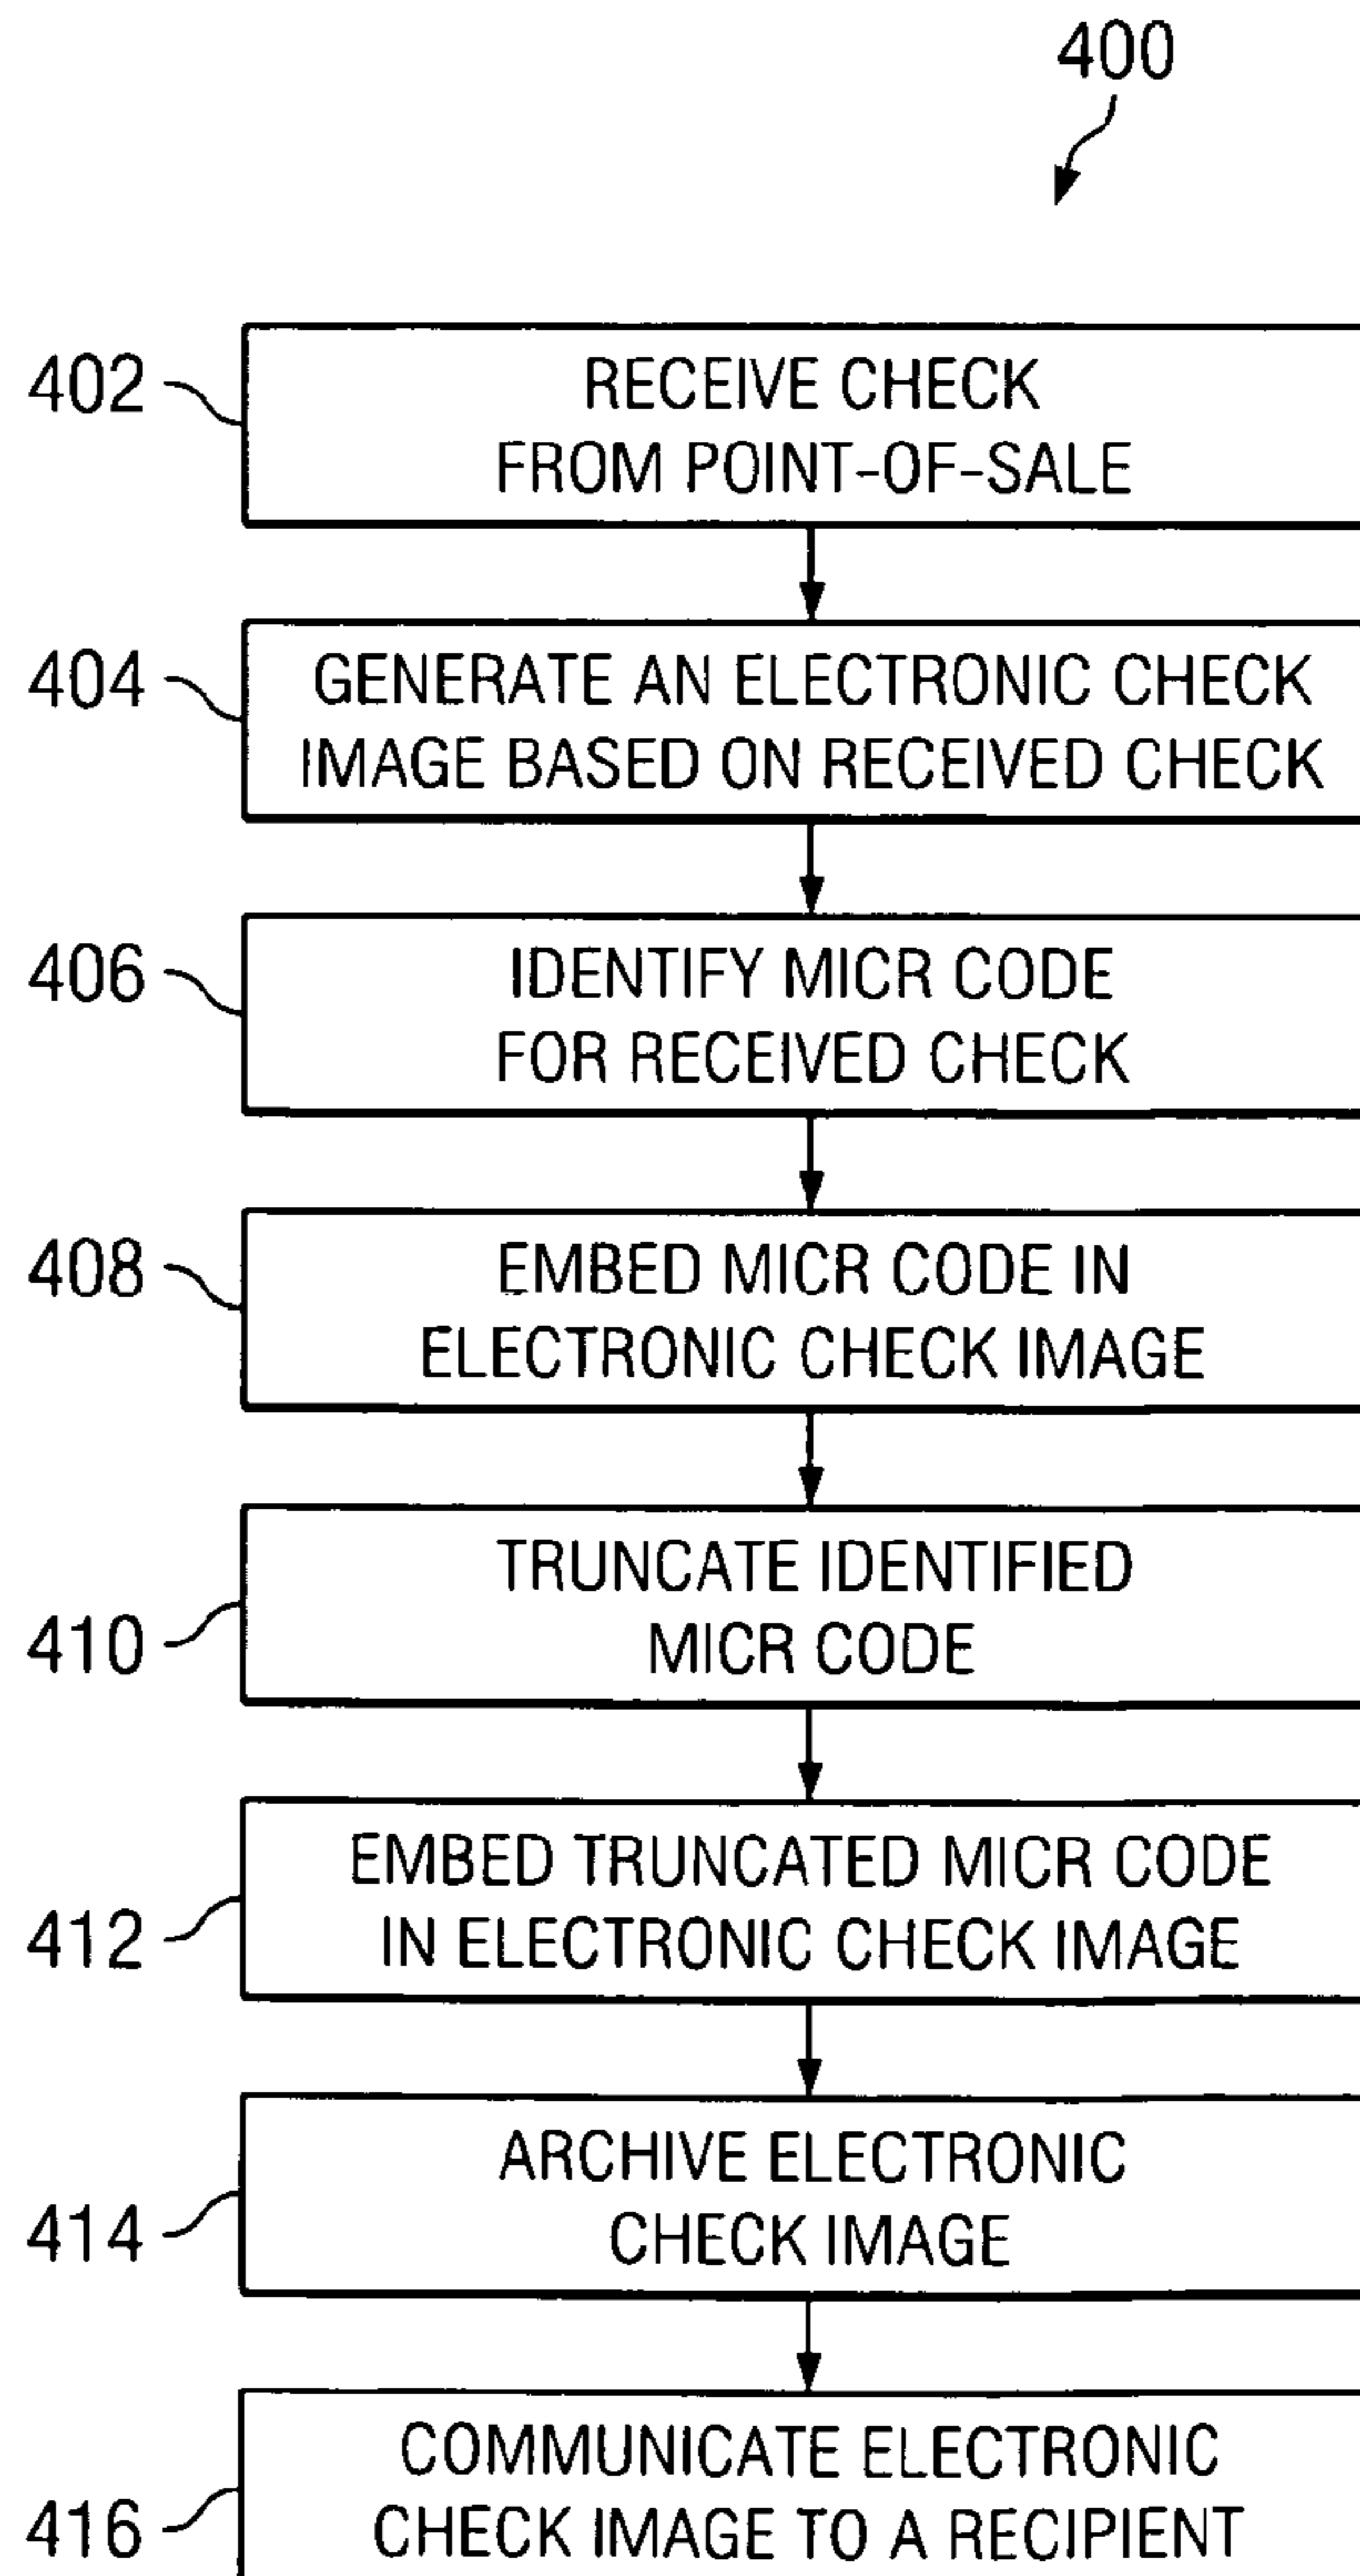 400
402
RECEIVE CHECK
FROM POINT-OF-SALE
404
GENERATE AN ELECTRONIC CHECK
IMAGE BASED ON RECEIVED CHECK
406
IDENTIFY MICR CODE
FOR RECEIVED CHECK
408
EMBED MICR CODE IN
ELECTRONIC CHECK IMAGE
410
TRUNCATE IDENTIFIED
MICR CODE
412
EMBED TRUNCATED MICR CODE
IN ELECTRONIC CHECK IMAGE
414
ARCHIVE ELECTRONIC
CHECK IMAGE
416
COMMUNICATE ELECTRONIC
CHECK IMAGE TO A RECIPIENT